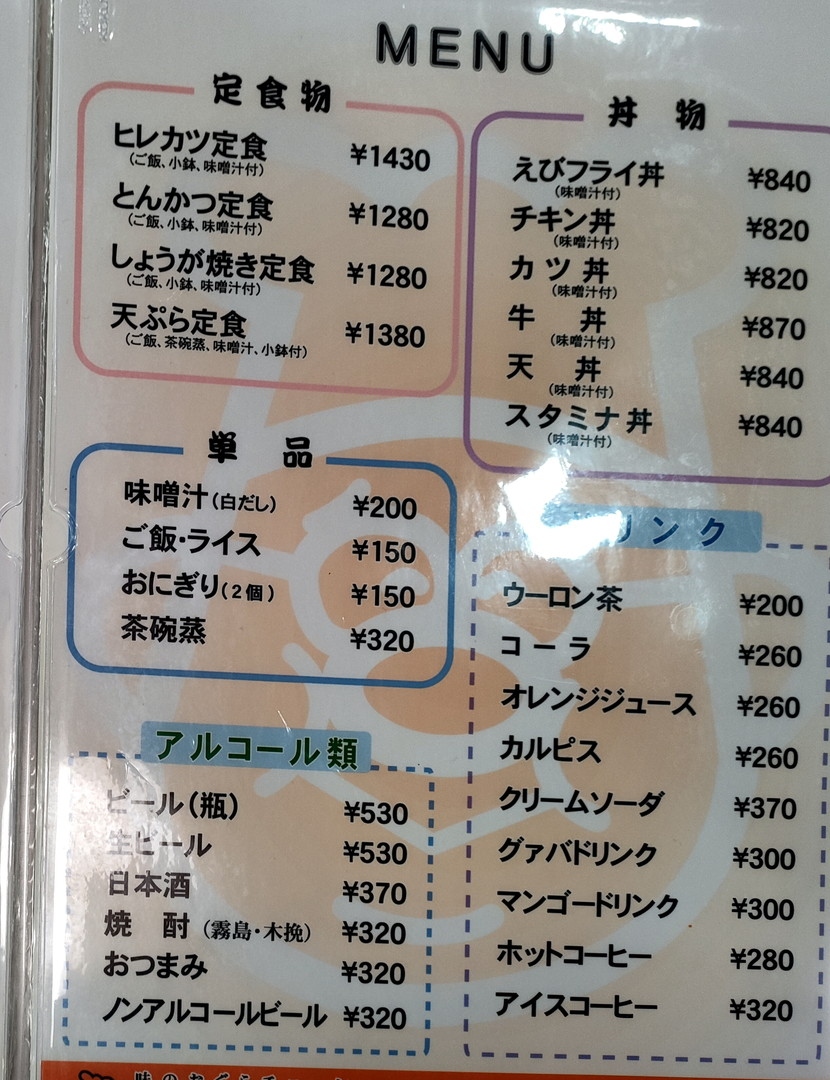 MENU
定食物
ヒレカツ定食 ¥1430
(ご飯、小鉢、味噌汁付)
とんかつ定食 ¥1280
(ご飯、小鉢、味噌汁付)
しょうが焼き定食 ¥1280
(ご飯、小鉢、味噌汁付)
天ぷら定食 ¥1380
(ご飯、茶碗蒸、味噌汁、小鉢付)
丼 物
えびフライ丼 ¥840
(味噌汁付)
チキン丼 ¥820
(味噌汁付)
カツ丼 ¥820
(味噌汁付)
牛 丼 ¥870
(味噌汁付)
天 丼 ¥840
(味噌汁付)
スタミナ丼 ¥840
(味噌汁付)
単 品
味噌汁(白だし) ¥200
ご飯・ライス ¥150
おにぎり(2個) ¥150
茶碗蒸 ¥320
リンク
ウーロン茶 ¥200
コーラ ¥260
オレンジジュース ¥260
カルピス ¥260
クリームソーダ ¥370
グァバドリンク ¥300
マンゴードリンク ¥300
ホットコーヒー ¥280
アイスコーヒー ¥320
アルコール類
ビール(瓶) ¥530
生ビール ¥530
日本酒 ¥370
焼 酎(霧島・木挽) ¥320
おつまみ ¥320
ノンアルコールビール ¥320